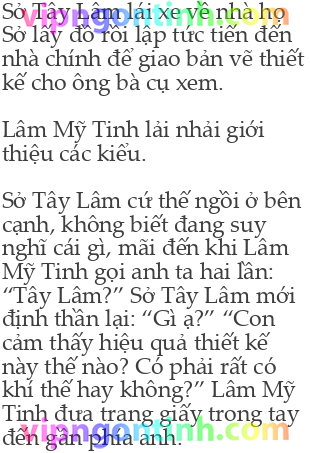 Sở Tây Lâm lái xe về nhà họ
vipngontinh.com
Sở lấy đồ rồi lập tức tiến đến
nhà chính để giao bản vẽ thiết
kế cho ông bà cụ xem.
Lâm Mỹ Tinh lải nhải giới
thiệu các kiểu.
Sở Tây Lâm cứ thế ngồi ở bên
cạnh, không biết đang suy
nghĩ cái gì, mãi đến khi Lâm
Mỹ Tinh gọi anh ta hai lần:
“Tây Lâm?” Sở Tây Lâm mới
định thần lại: “Gì ạ?” “Con
cảm thấy hiệu quả thiết kế
này thế nào? Có phải rất có
khí thế hay không?” Lâm Mỹ
Tinh đưa trang giấy trong tay
đến gần phía anh.
vipngontinh.com